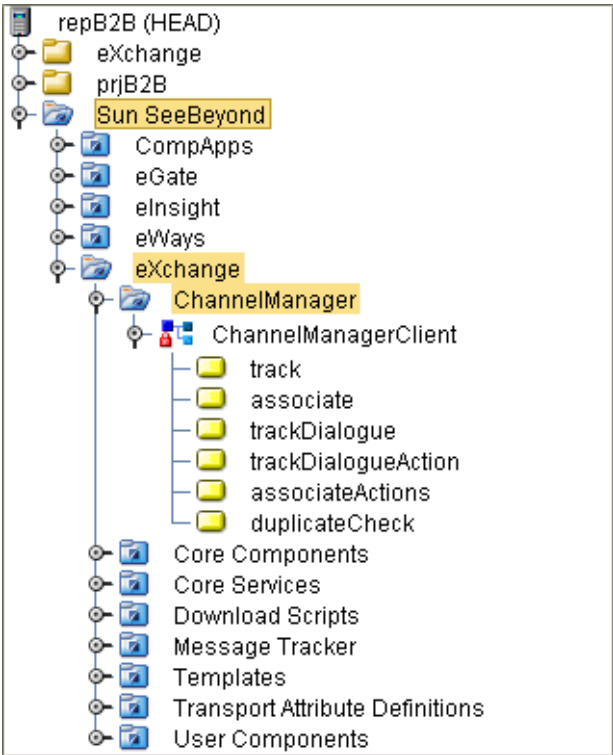 repB2B (HEAD)
eXchange
prjB2B
Sun SeeBeyond
CompApps
eGate
eInsight
eWays
eXchange
ChannelManager
ChannelManagerClient
track
associate
trackDialogue
trackDialogueAction
associateActions
duplicateCheck
Core Components
Core Services
Download Scripts
Message Tracker
Templates
Transport Attribute Definitions
User Components